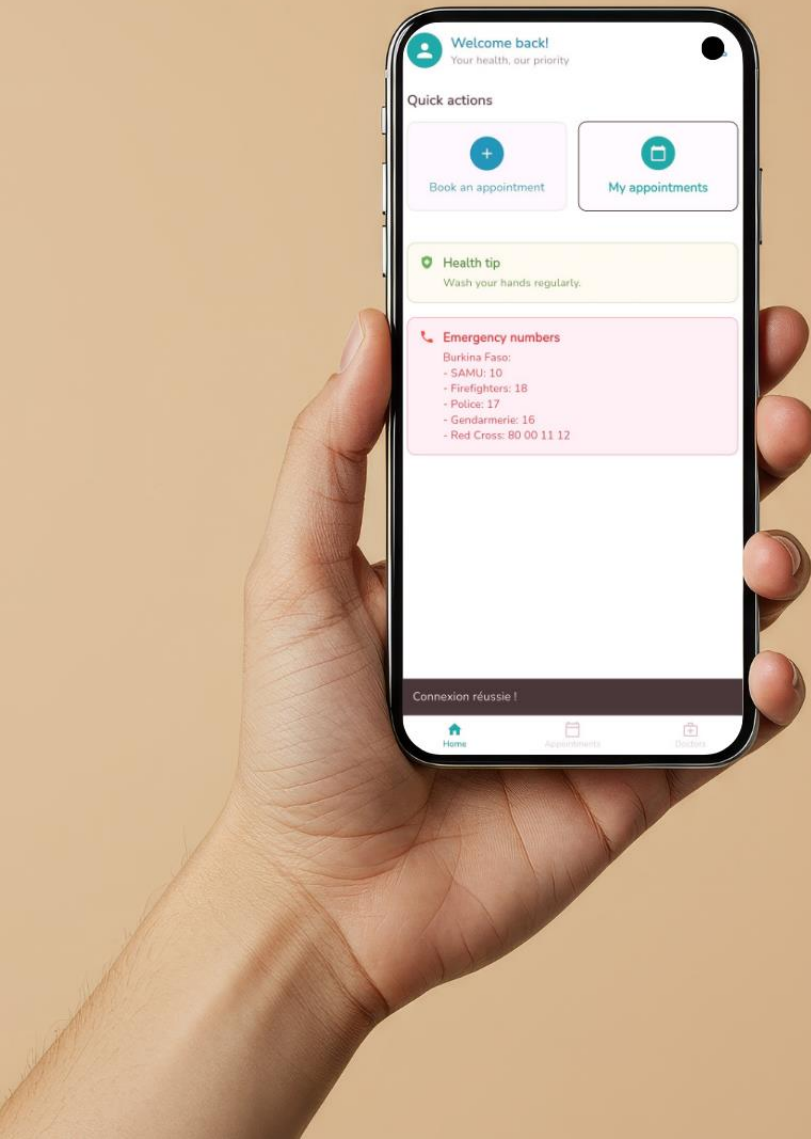 Welcome back!
Your health, our priority
Quick actions
Book an appointment
My appointments
Health tip
Wash your hands regularly.
Emergency numbers
Burkina Faso:
- SAMU: 10
- Firefighters: 18
- Police: 17
- Gendarmerie: 16
- Red Cross: 80 00 11 12
Connexion réussie !
Home
Appointments
Doctors